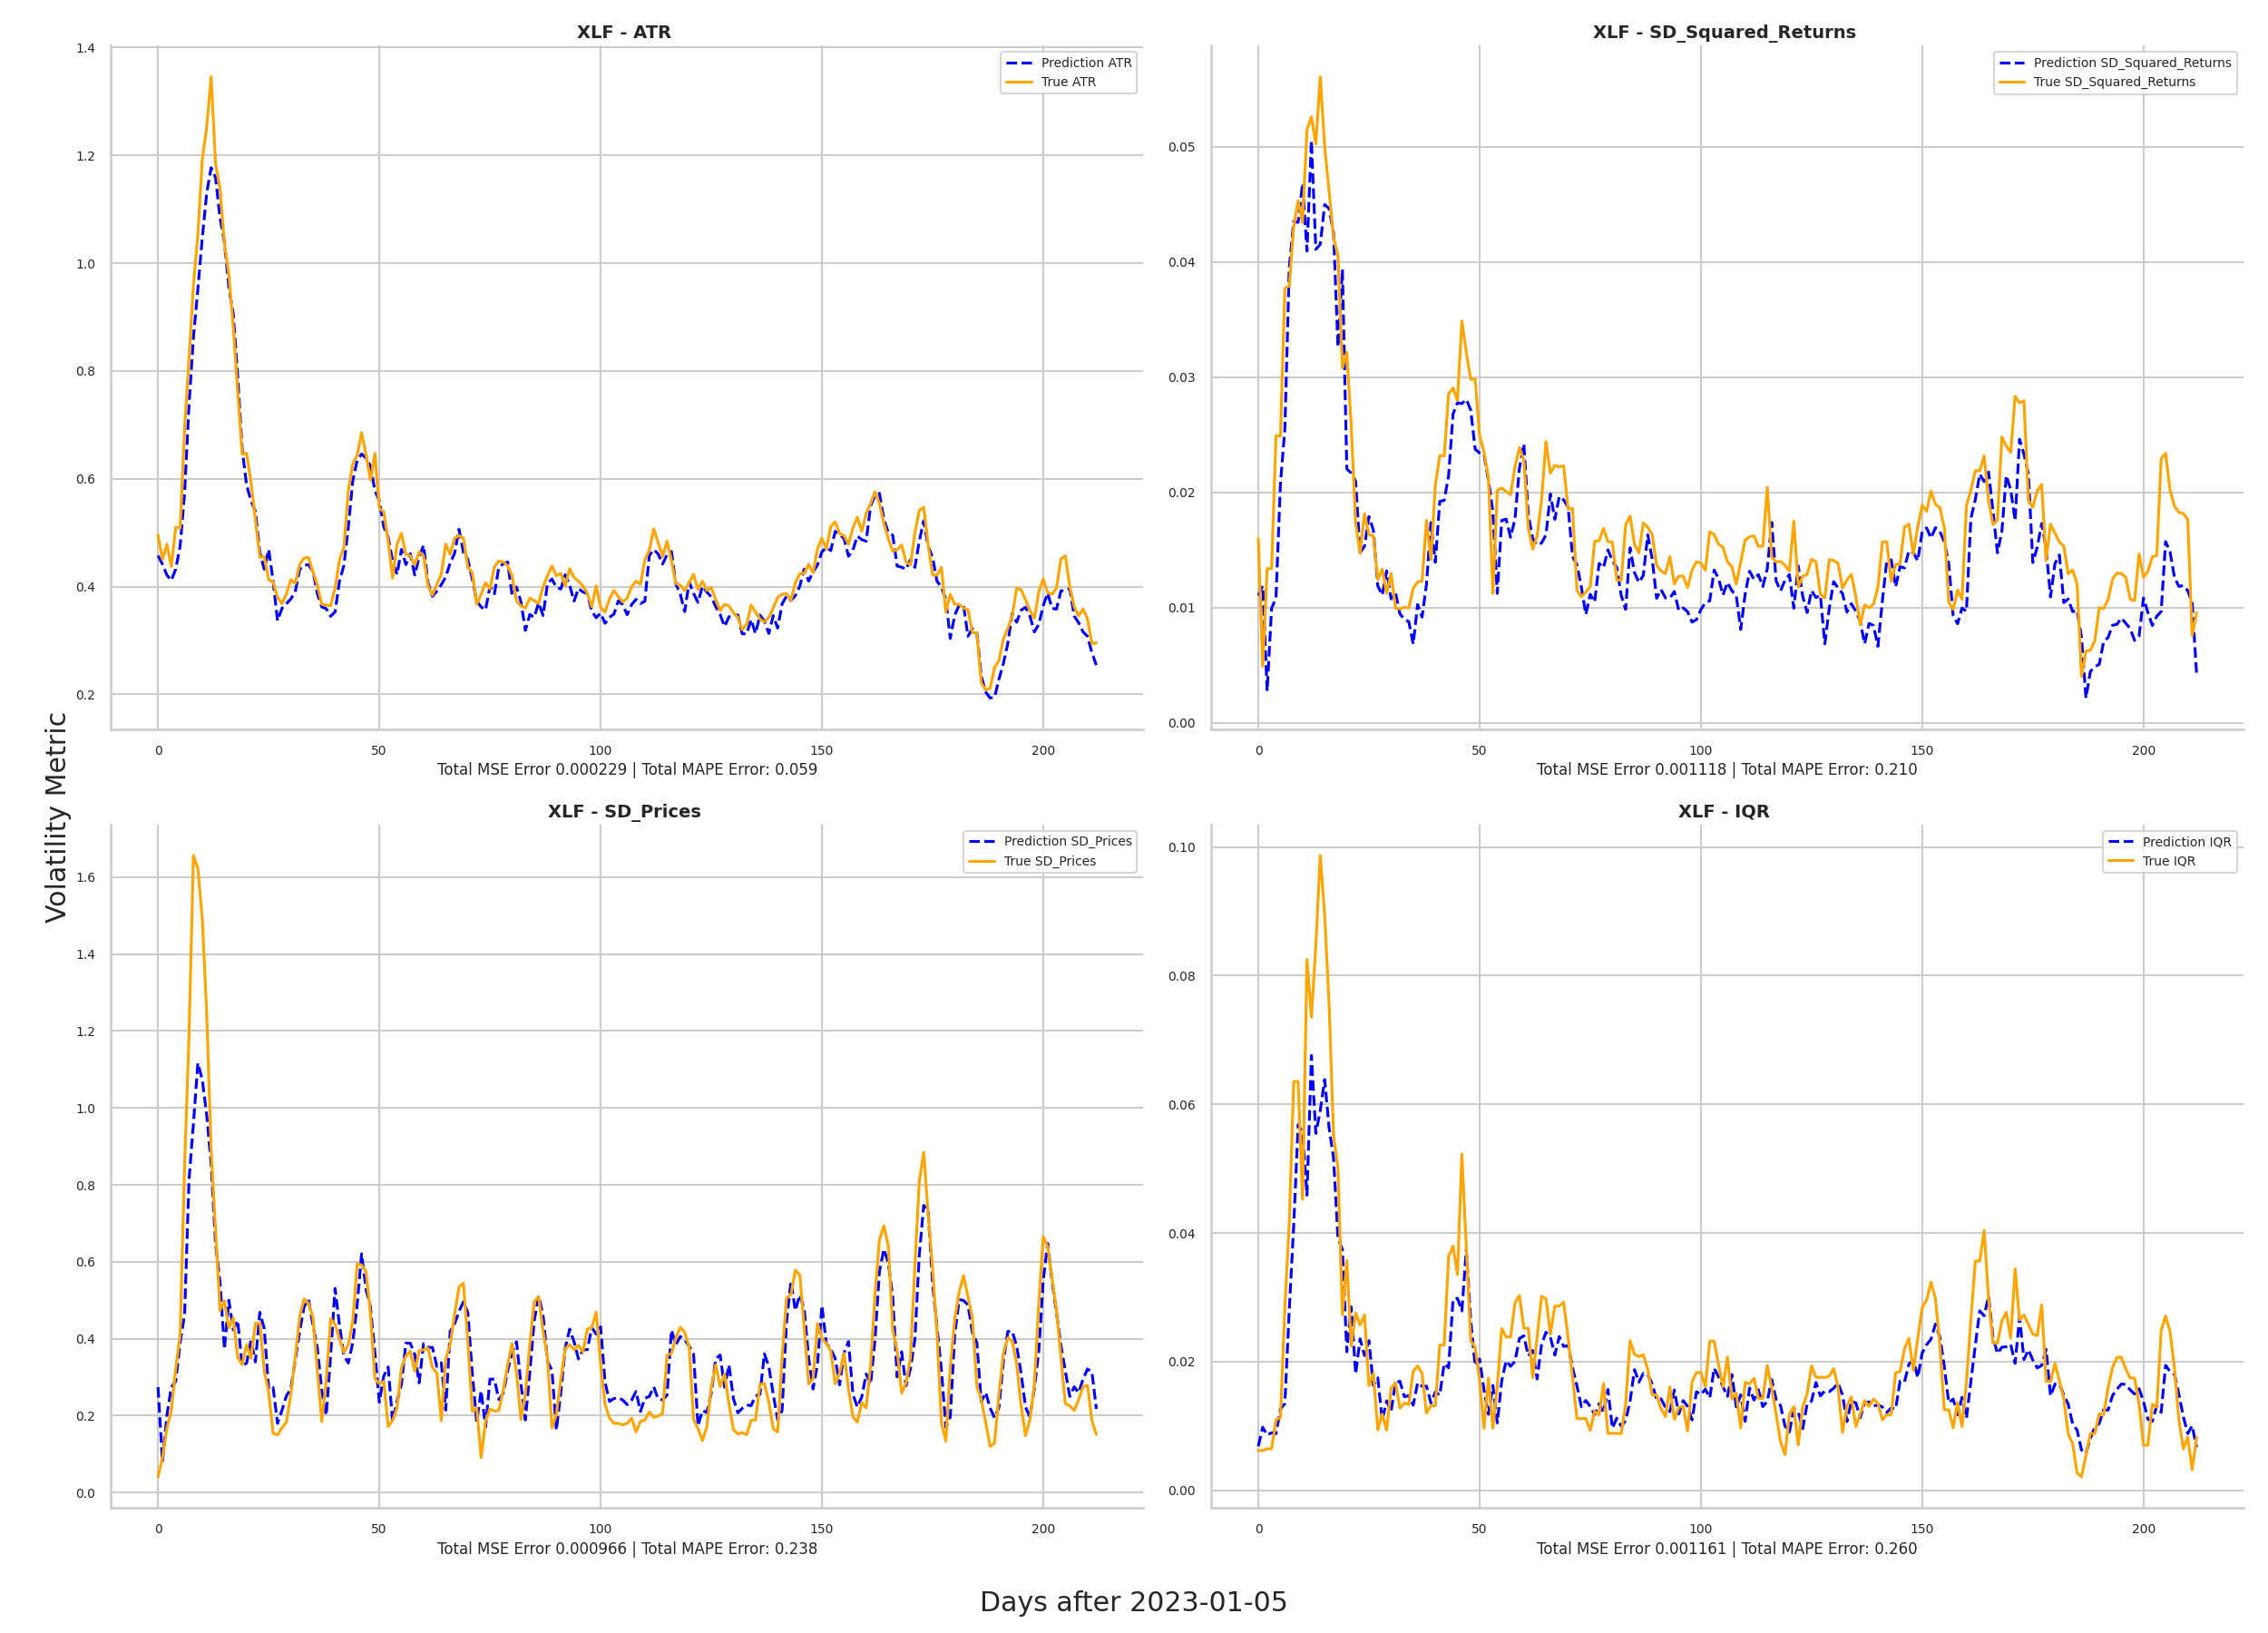 XLF - ATR
1.4
1.2
1.0
0.8
0.6
0.4
0.2
0
50
100
150
200
Prediction ATR
True ATR
Total MSE Error 0.000229 | Total MAPE Error: 0.059
XLF - SD_Squared_Returns
0.05
0.04
0.03
0.02
0.01
0.00
0
50
100
150
200
Prediction SD_Squared_Returns
True SD_Squared_Returns
Total MSE Error 0.001118 | Total MAPE Error: 0.210
Volatility Metric
XLF - SD_Prices
1.6
1.4
1.2
1.0
0.8
0.6
0.4
0.2
0.0
0
50
100
150
200
Prediction SD_Prices
True SD_Prices
Total MSE Error 0.000966 | Total MAPE Error: 0.238
XLF - IQR
0.10
0.08
0.06
0.04
0.02
0.00
0
50
100
150
200
Prediction IQR
True IQR
Total MSE Error 0.001161 | Total MAPE Error: 0.260
Days after 2023-01-05